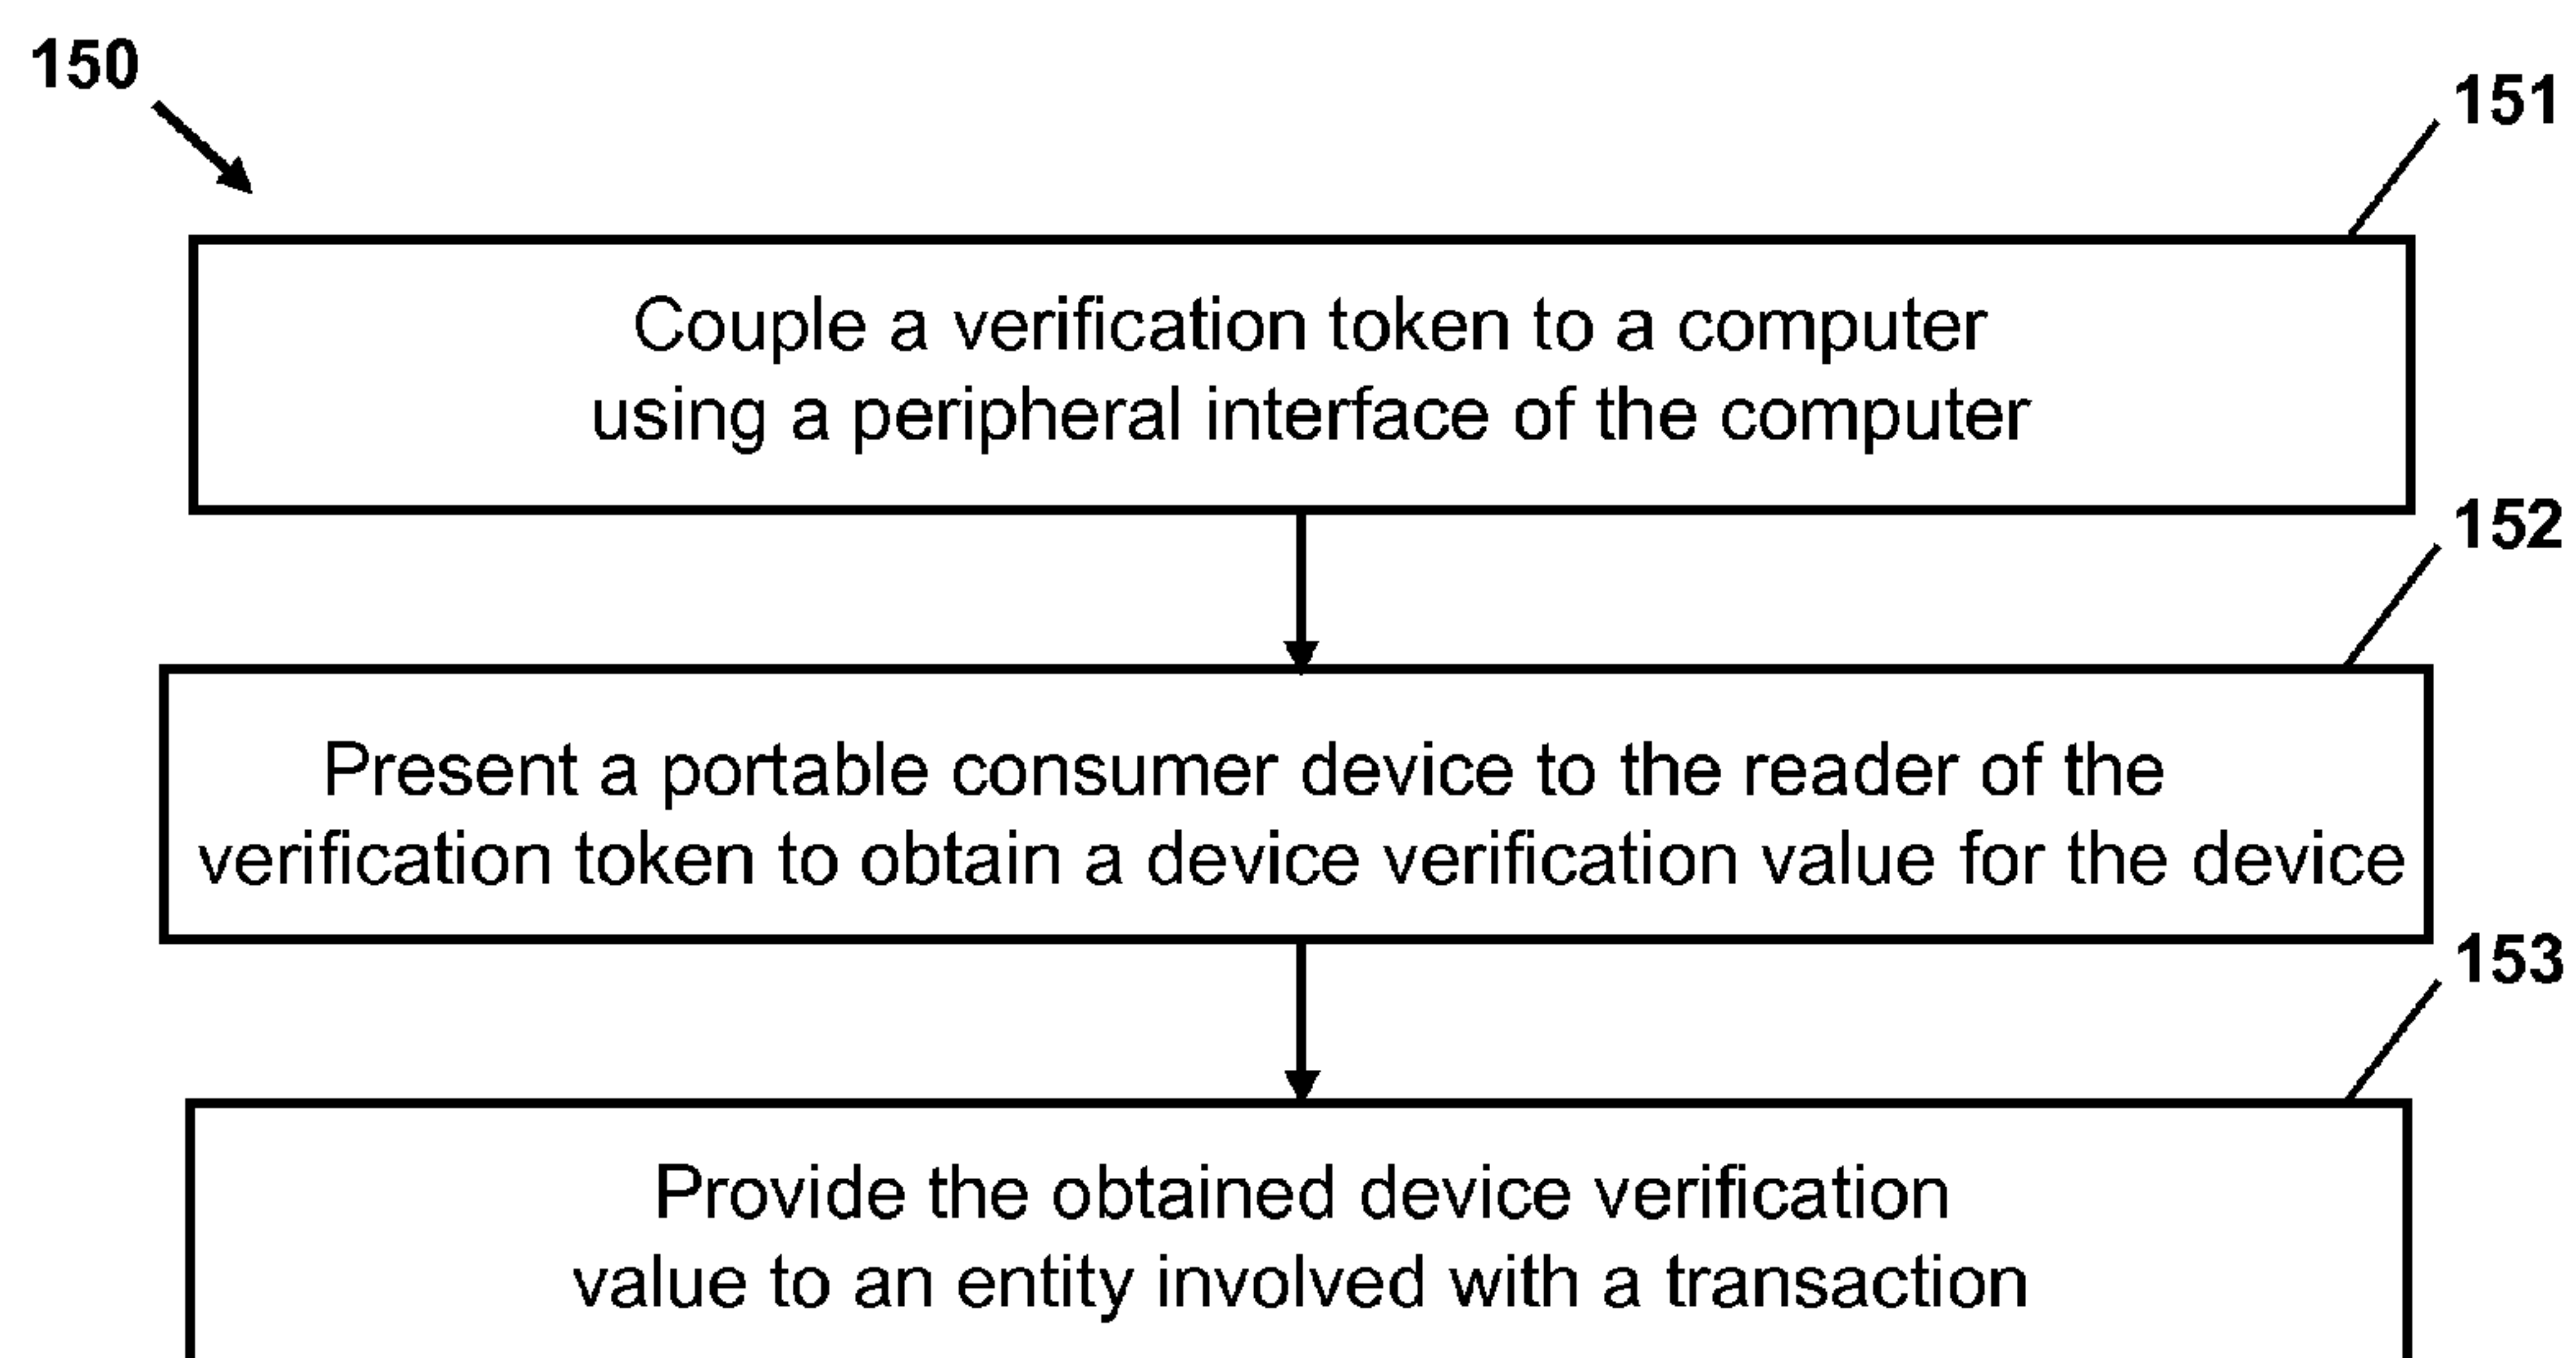 150
151
Couple a verification token to a computer
using a peripheral interface of the computer
152
Present a portable consumer device to the reader of the
verification token to obtain a device verification value for the device
153
Provide the obtained device verification
value to an entity involved with a transaction